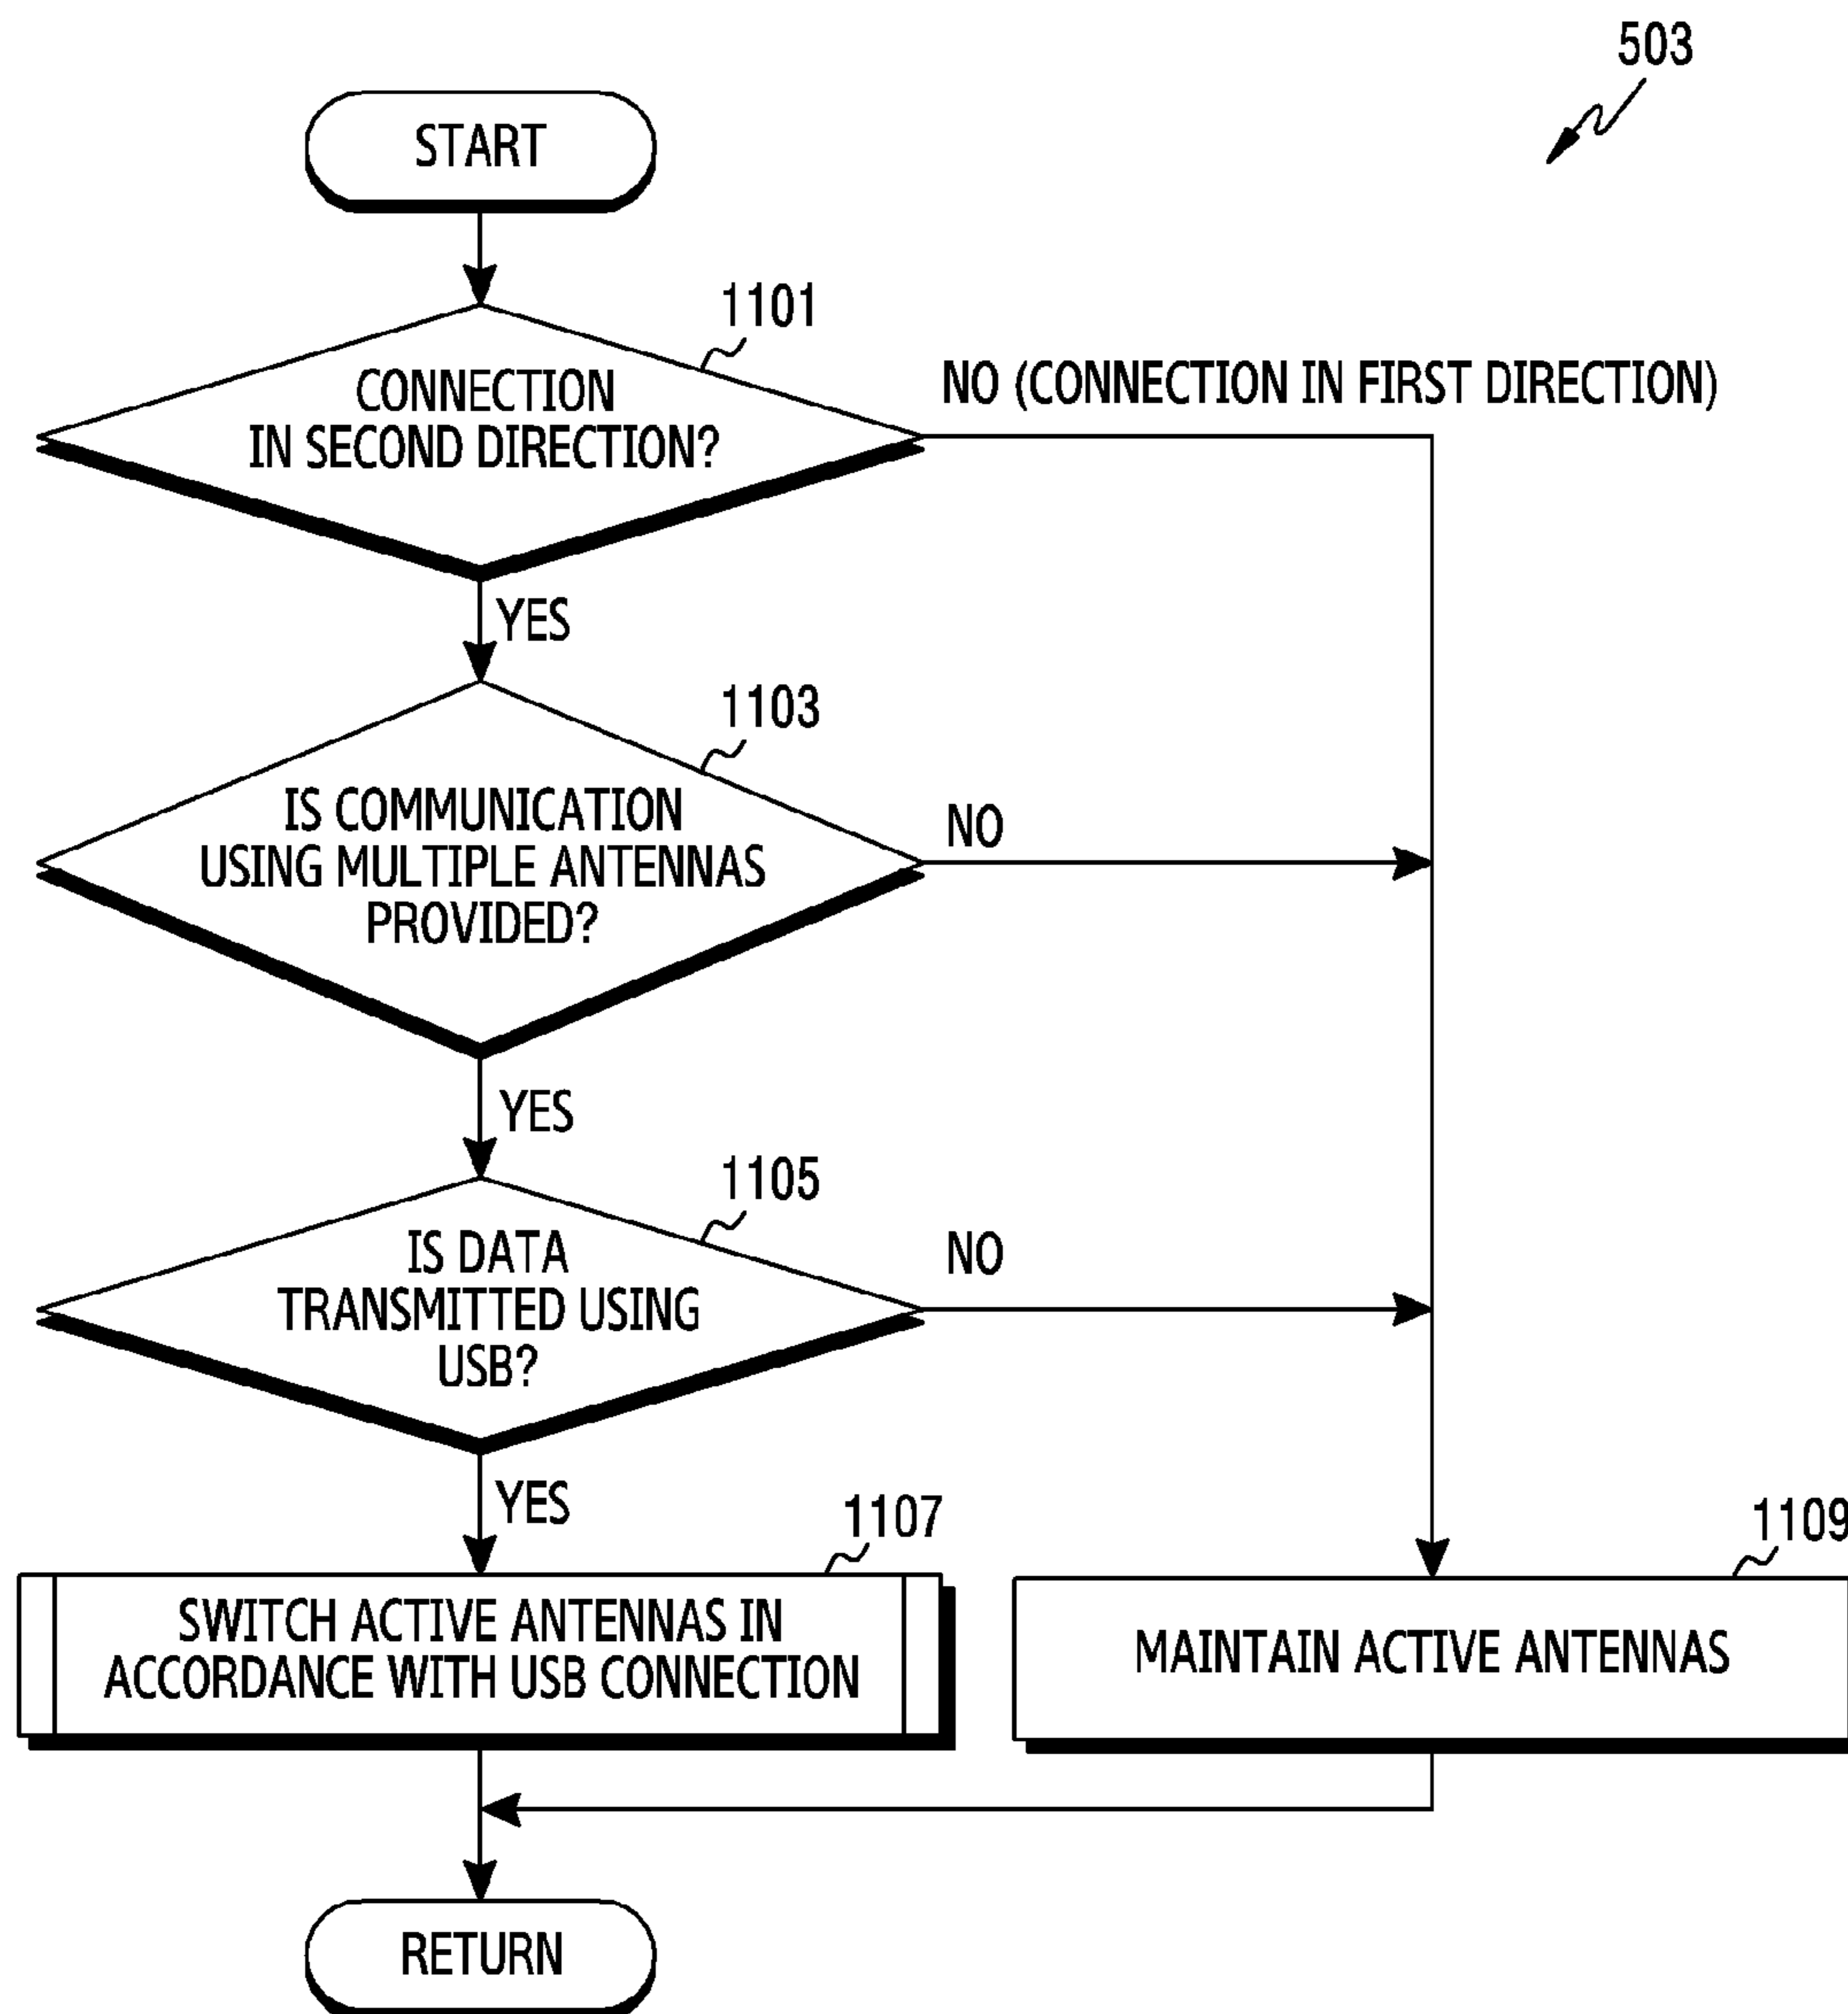 503
START
1101
CONNECTION
IN SECOND DIRECTION?
NO (CONNECTION IN FIRST DIRECTION)
YES
1103
IS COMMUNICATION
USING MULTIPLE ANTENNAS
PROVIDED?
NO
YES
1105
IS DATA
TRANSMITTED USING
USB?
NO
YES
1107
SWITCH ACTIVE ANTENNAS IN
ACCORDANCE WITH USB CONNECTION
1109
MAINTAIN ACTIVE ANTENNAS
RETURN